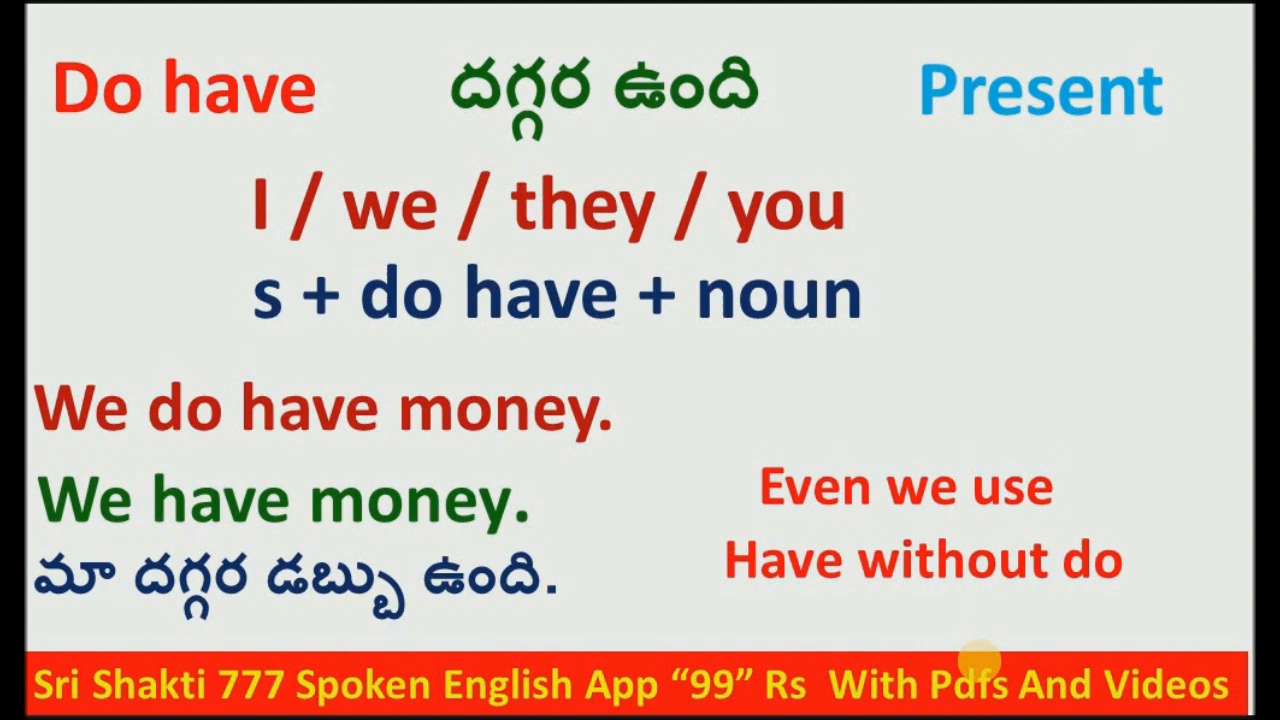 Do have దగ్గర ఉంది Present
I / we / they / you
s + do have + noun
We do have money.
We have money.
మా దగ్గర డబ్బు ఉంది.
Even we use
Have without do
Sri Shakti 777 Spoken English App “99” Rs With Pdfs And Videos